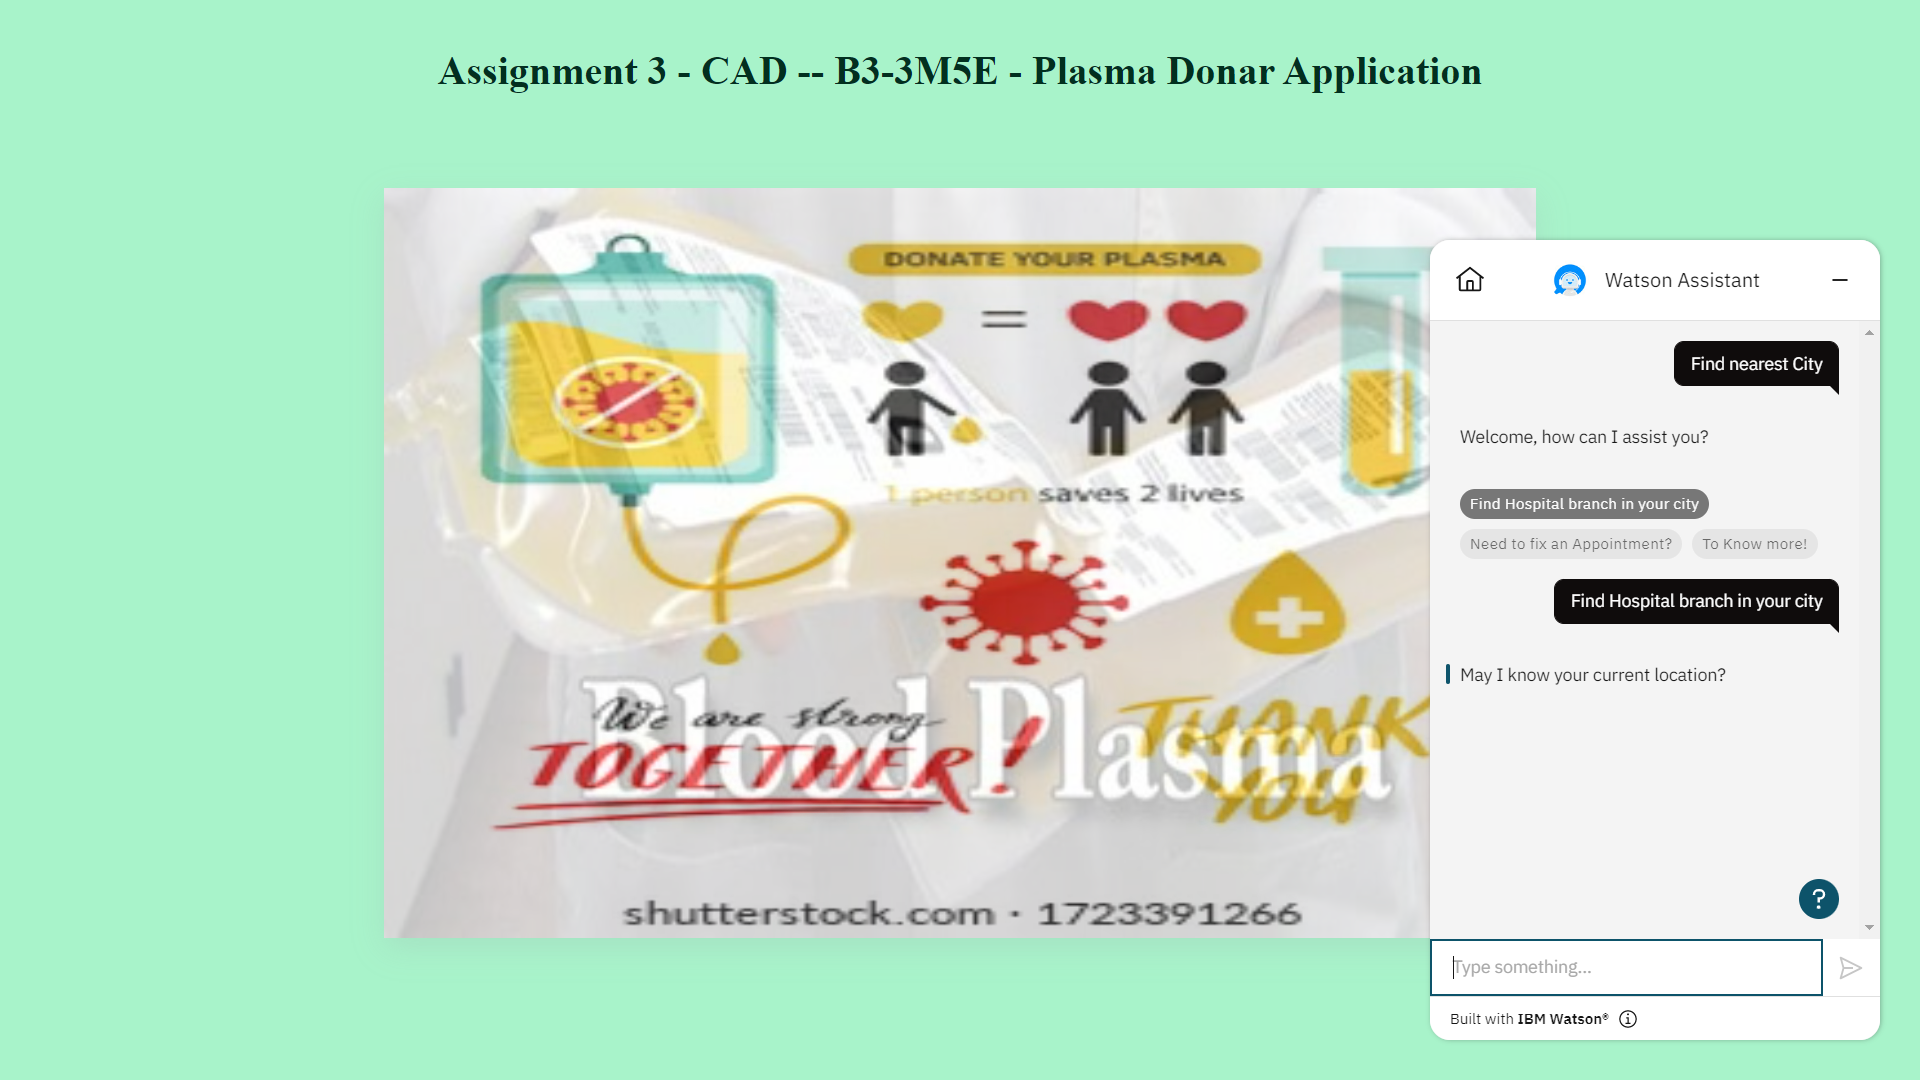 Assignment 3 - CAD -- B3-3M5E - Plasma Donar Application
DONATE YOUR PLASMA
1 person saves 2 lives
Blood Plasma
We are strong
TOGETHER!
THANK
YOU
shutterstock.com · 1723391266
Watson Assistant
Find nearest City
Welcome, how can I assist you?
Find Hospital branch in your city
Need to fix an Appointment?
To Know more!
Find Hospital branch in your city
May I know your current location?
?
Type something...
Built with IBM Watson®